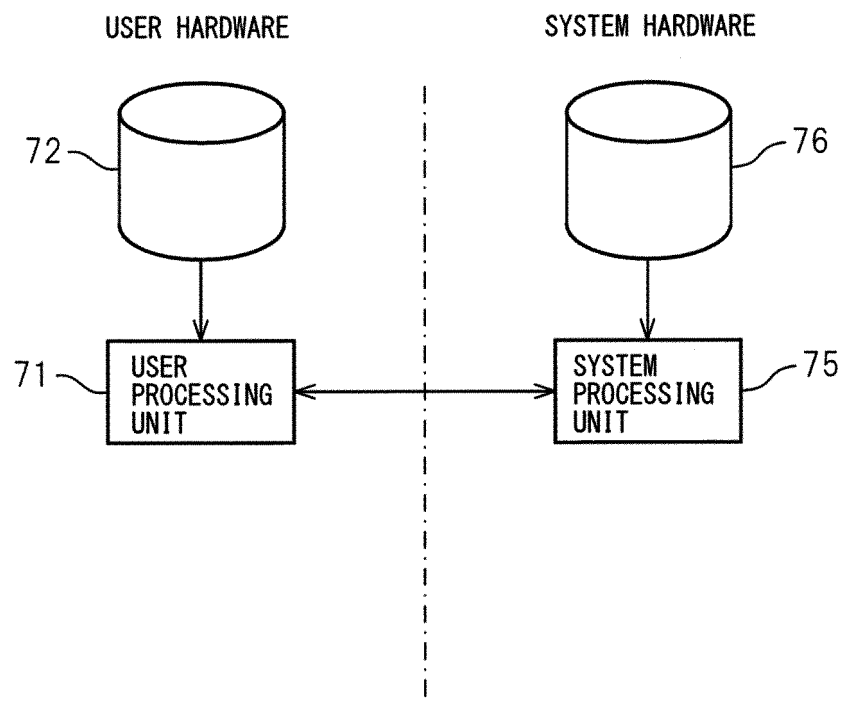 USER HARDWARE
SYSTEM HARDWARE
72
76
71
USER
PROCESSING
UNIT
SYSTEM
PROCESSING
UNIT
75